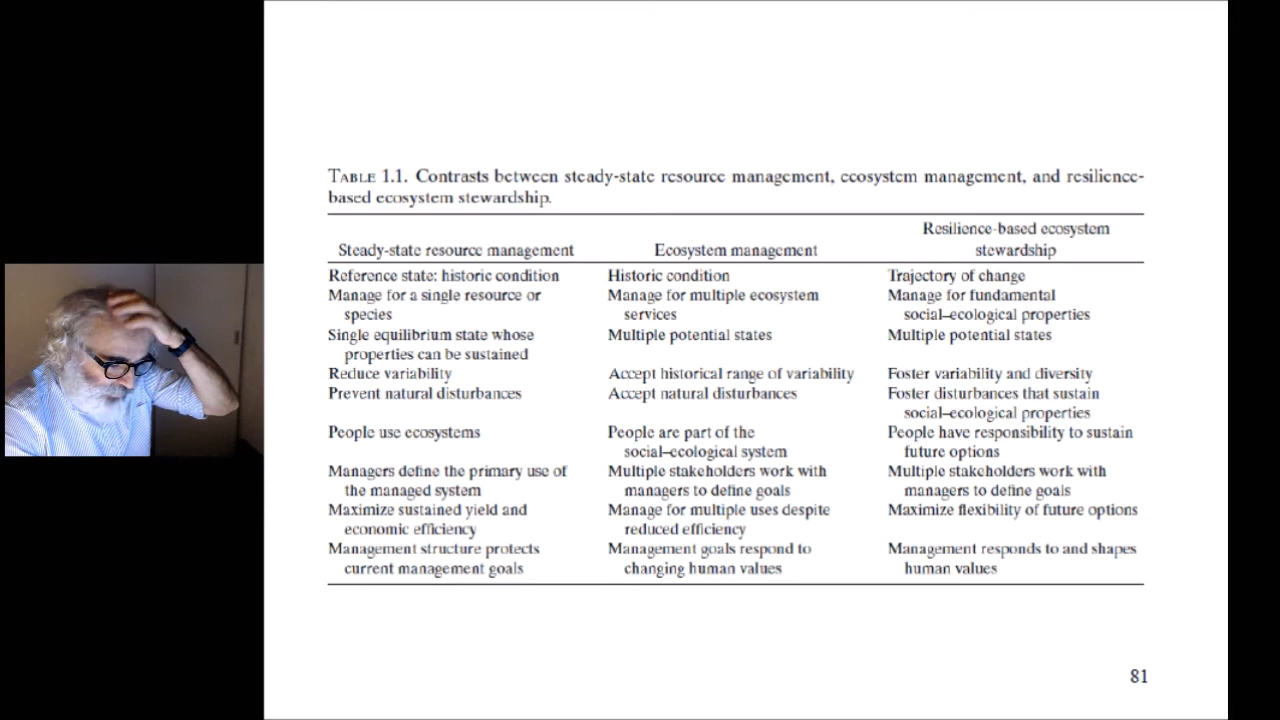 TABLE 1.1. Contrasts between steady-state resource management, ecosystem management, and resilience-
based ecosystem stewardship.
Steady-state resource management
Ecosystem management
Resilience-based ecosystem
stewardship
Reference state: historic condition
Historic condition
Trajectory of change
Manage for a single resource or
species
Manage for multiple ecosystem
services
Manage for fundamental
social–ecological properties
Single equilibrium state whose
properties can be sustained
Multiple potential states
Multiple potential states
Reduce variability
Accept historical range of variability
Foster variability and diversity
Prevent natural disturbances
Accept natural disturbances
Foster disturbances that sustain
social–ecological properties
People use ecosystems
People are part of the
social–ecological system
People have responsibility to sustain
future options
Managers define the primary use of
the managed system
Multiple stakeholders work with
managers to define goals
Multiple stakeholders work with
managers to define goals
Maximize sustained yield and
economic efficiency
Manage for multiple uses despite
reduced efficiency
Maximize flexibility of future options
Management structure protects
current management goals
Management goals respond to
changing human values
Management responds to and shapes
human values
81